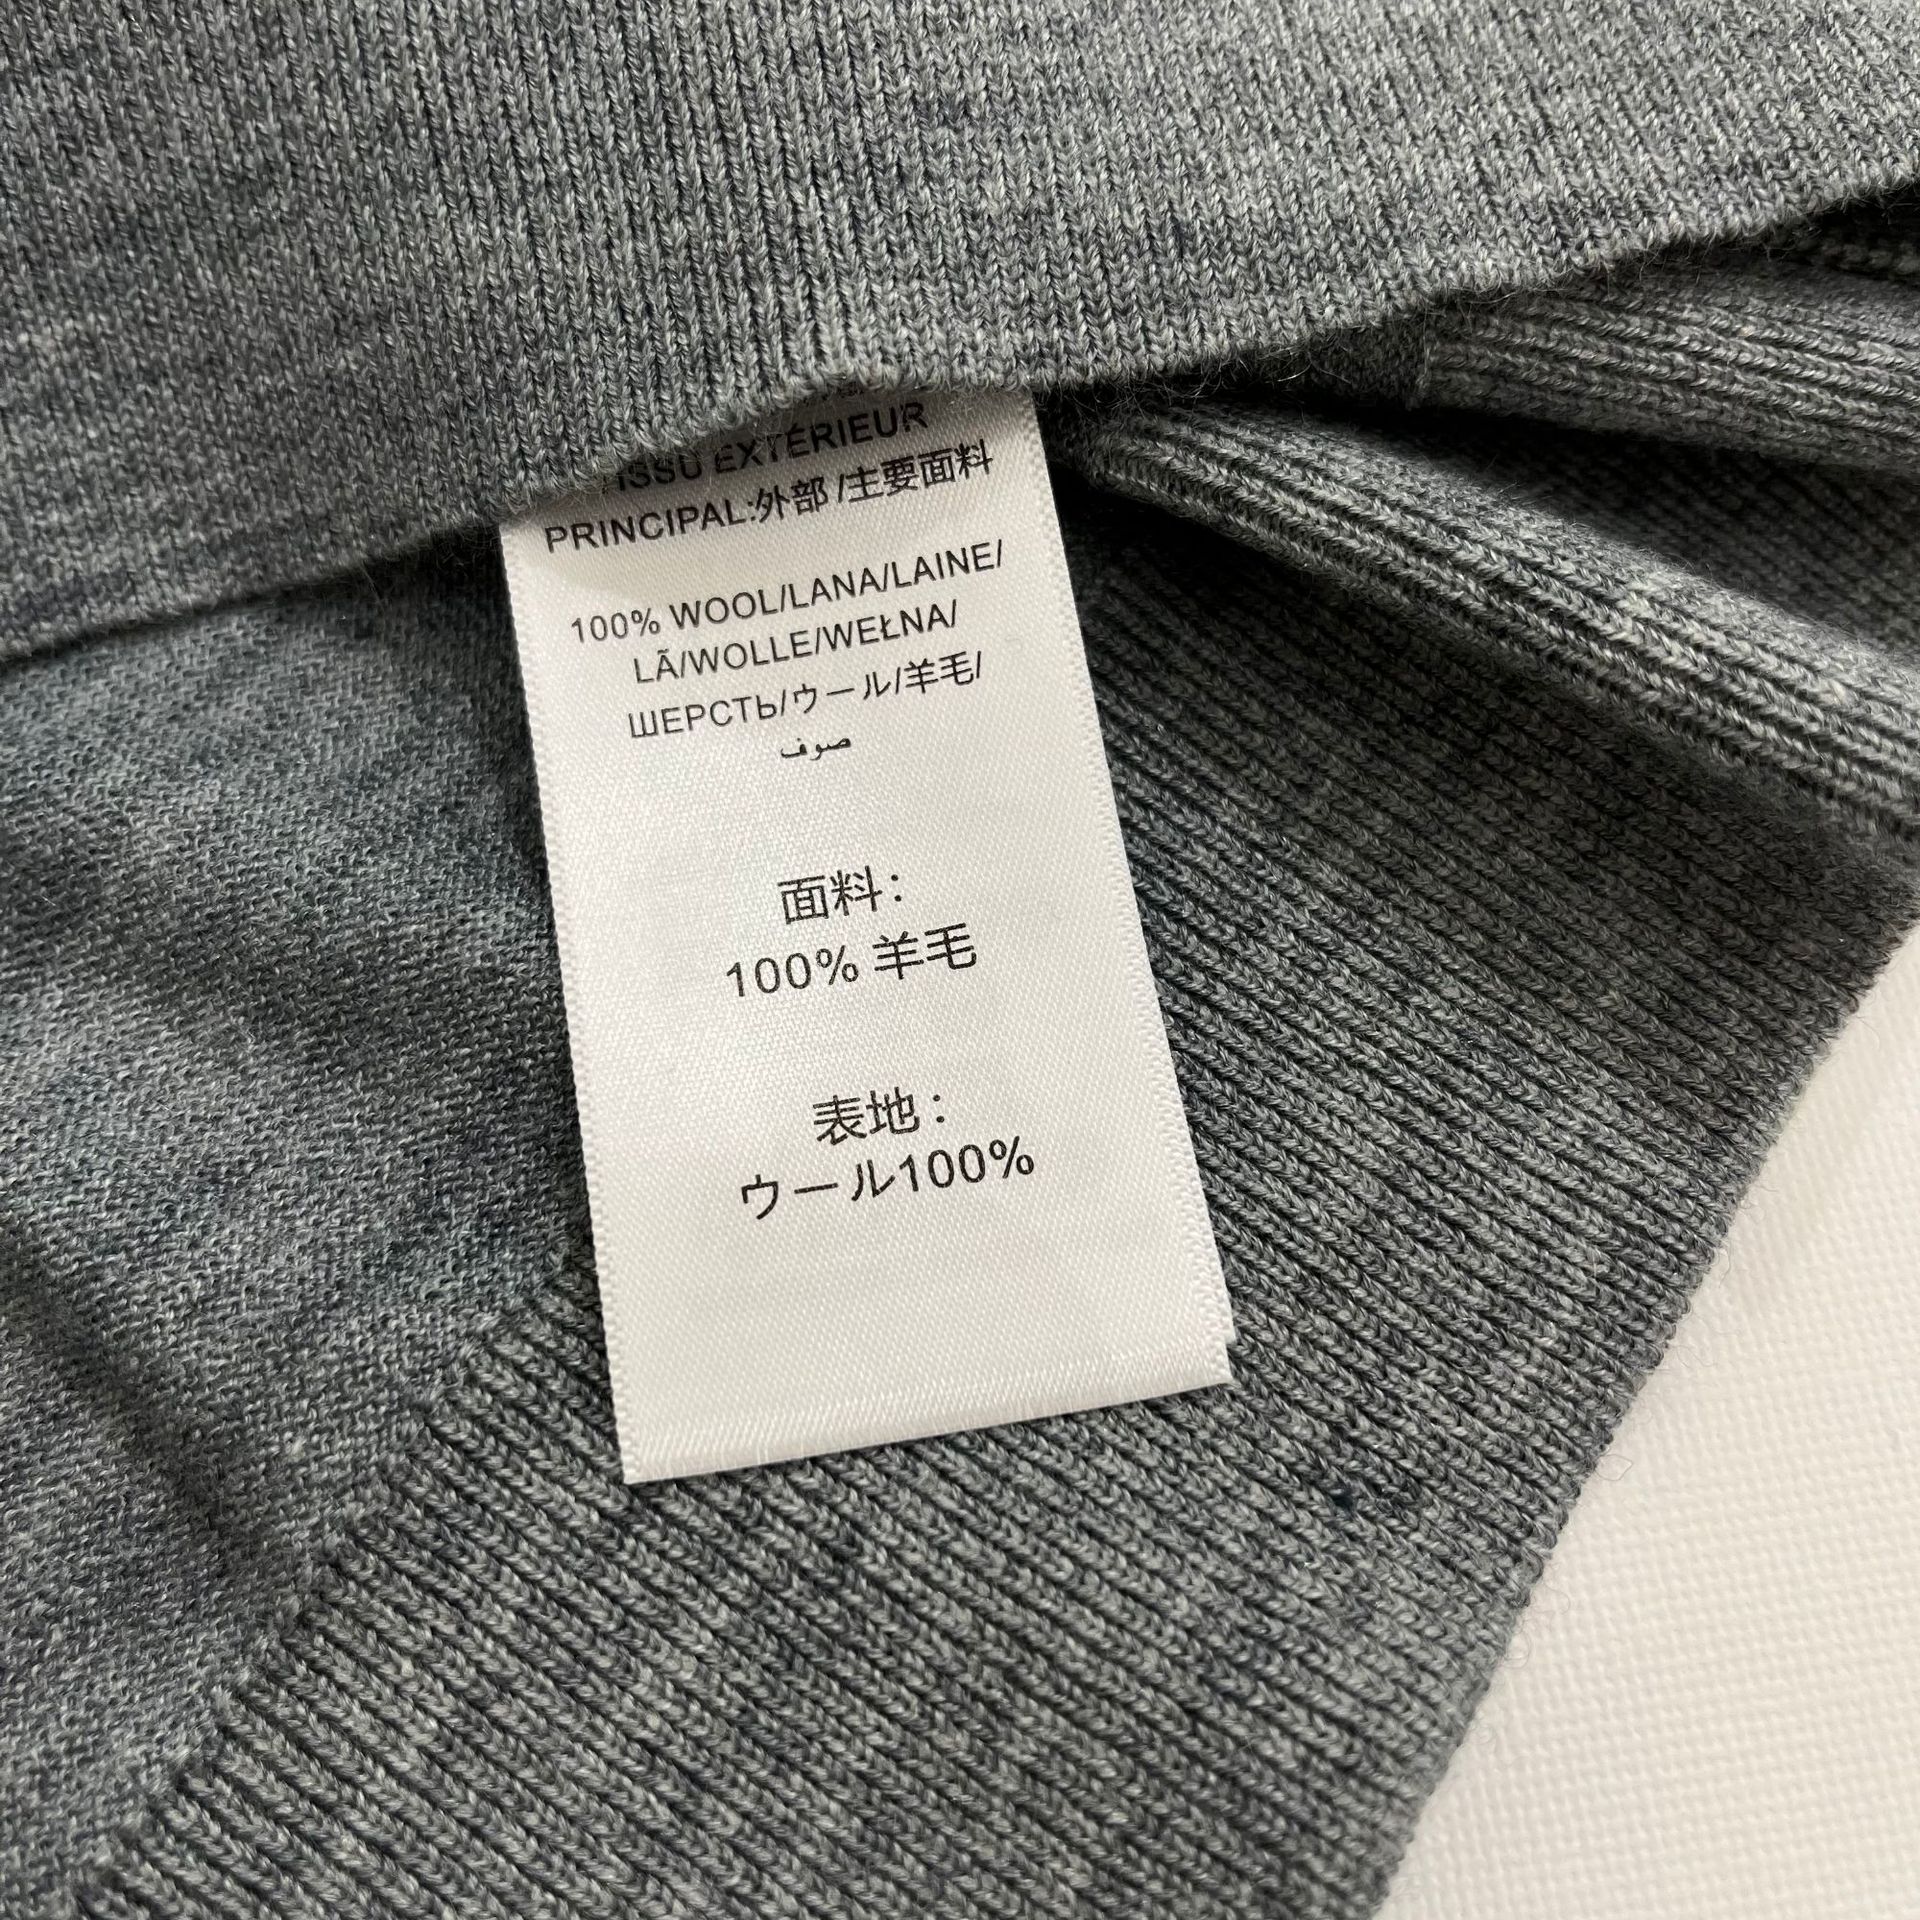 TISSU EXTÉRIEUR
PRINCIPAL:外部/主要面料
100% WOOL/LANA/LAINE/
LÃ/WOLLE/WEŁNA/
ШЕРСТЬ/ウール/羊毛/
صوف
面料:
100% 羊毛
表地:
ウール100%